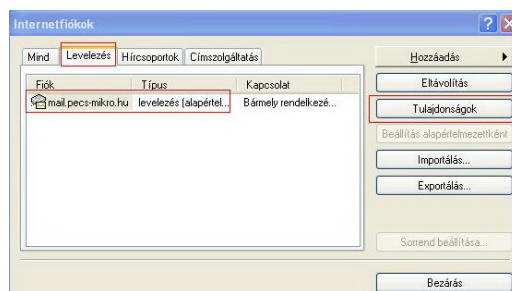 Internetfiókok
Mind Levelezés Hírcsoportok Címszolgáltatás
Fiók Típus Kapcsolat
mail.pecs-mikro.hu levelezés (alapértel... Bármely rendelkezé...
Hozzáadás
Eltávolítás
Tulajdonságok
Beállítás alapértelmezettként
Importálás...
Exportálás...
Sorrend beállítása...
Bezárás